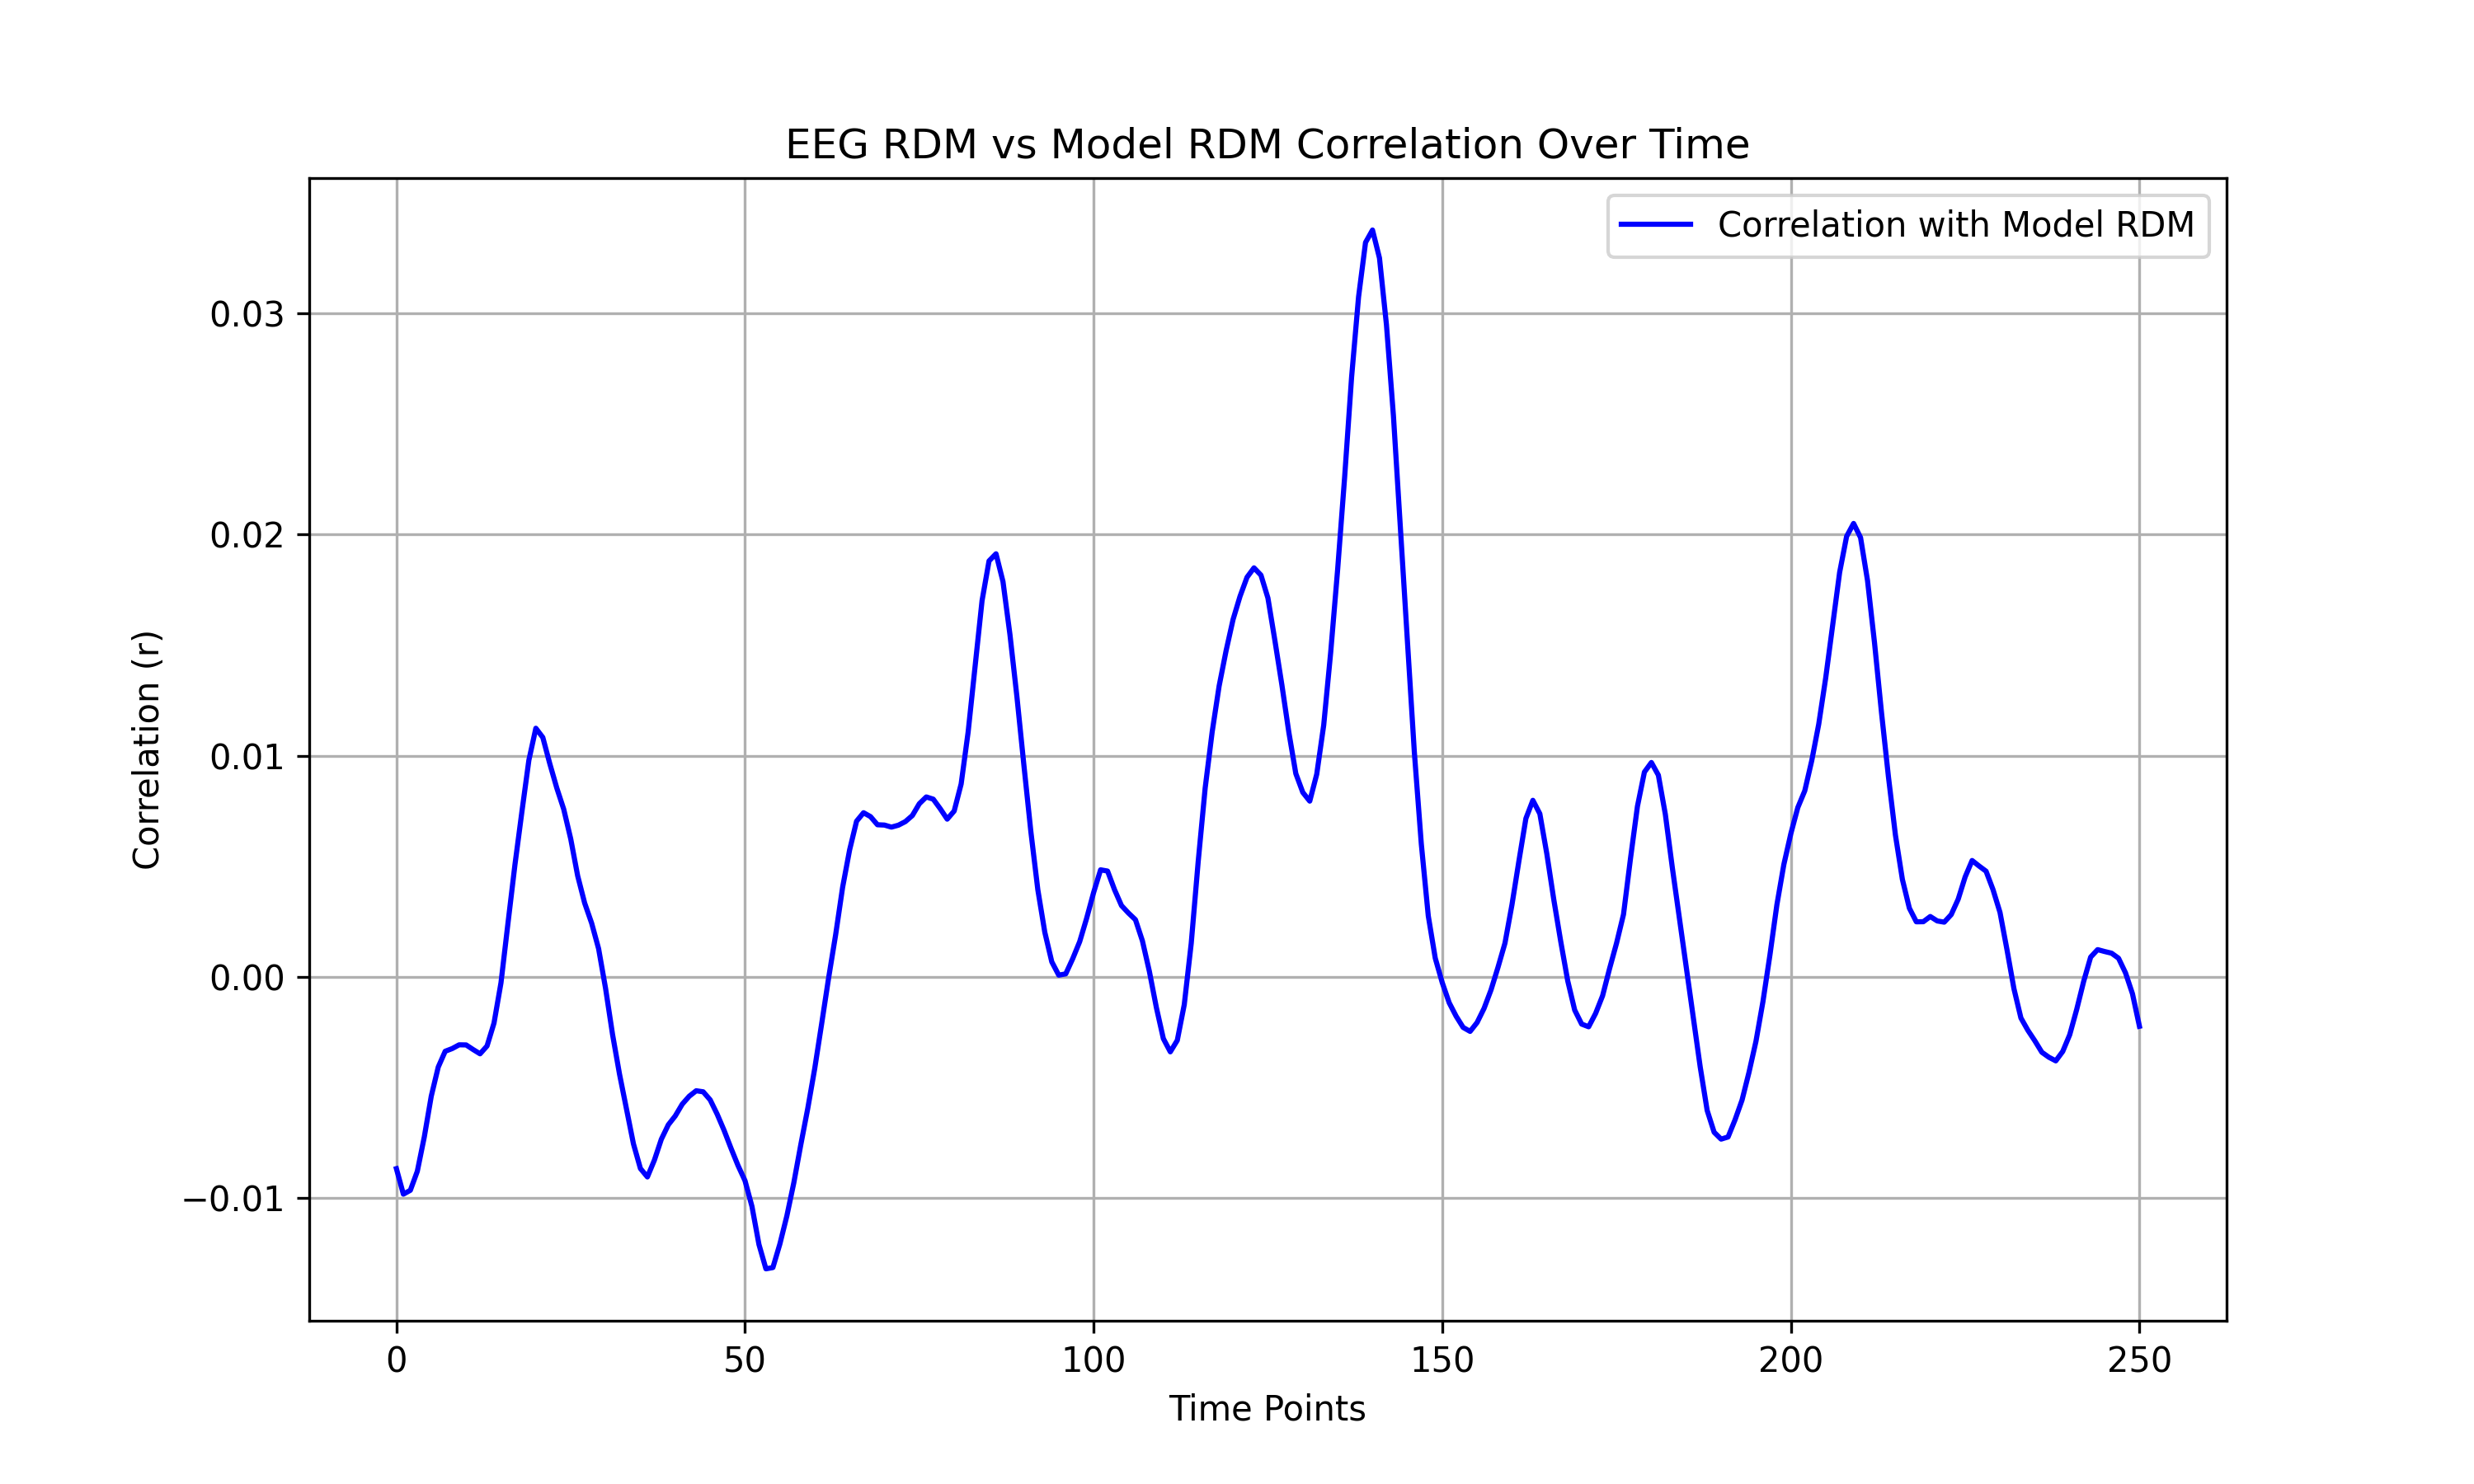 EEG RDM vs Model RDM Correlation Over Time
Correlation with Model RDM
0.03
0.02
0.01
0.00
−0.01
Correlation (r)
0 50 100 150 200 250
Time Points